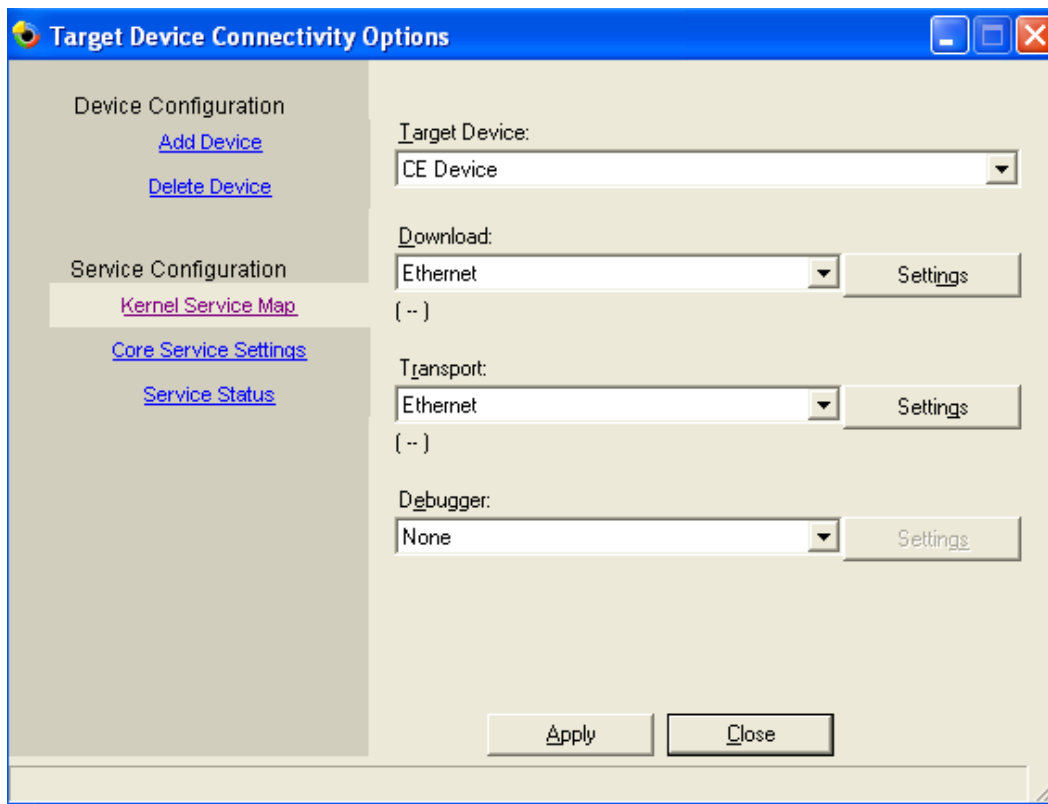 Target Device Connectivity Options
Device Configuration
Add Device
Delete Device
Service Configuration
Kernel Service Map
Core Service Settings
Service Status
Target Device:
CE Device
Download:
Ethernet
Settings
( -- )
Transport:
Ethernet
Settings
( -- )
Debugger:
None
Settings
Apply
Close